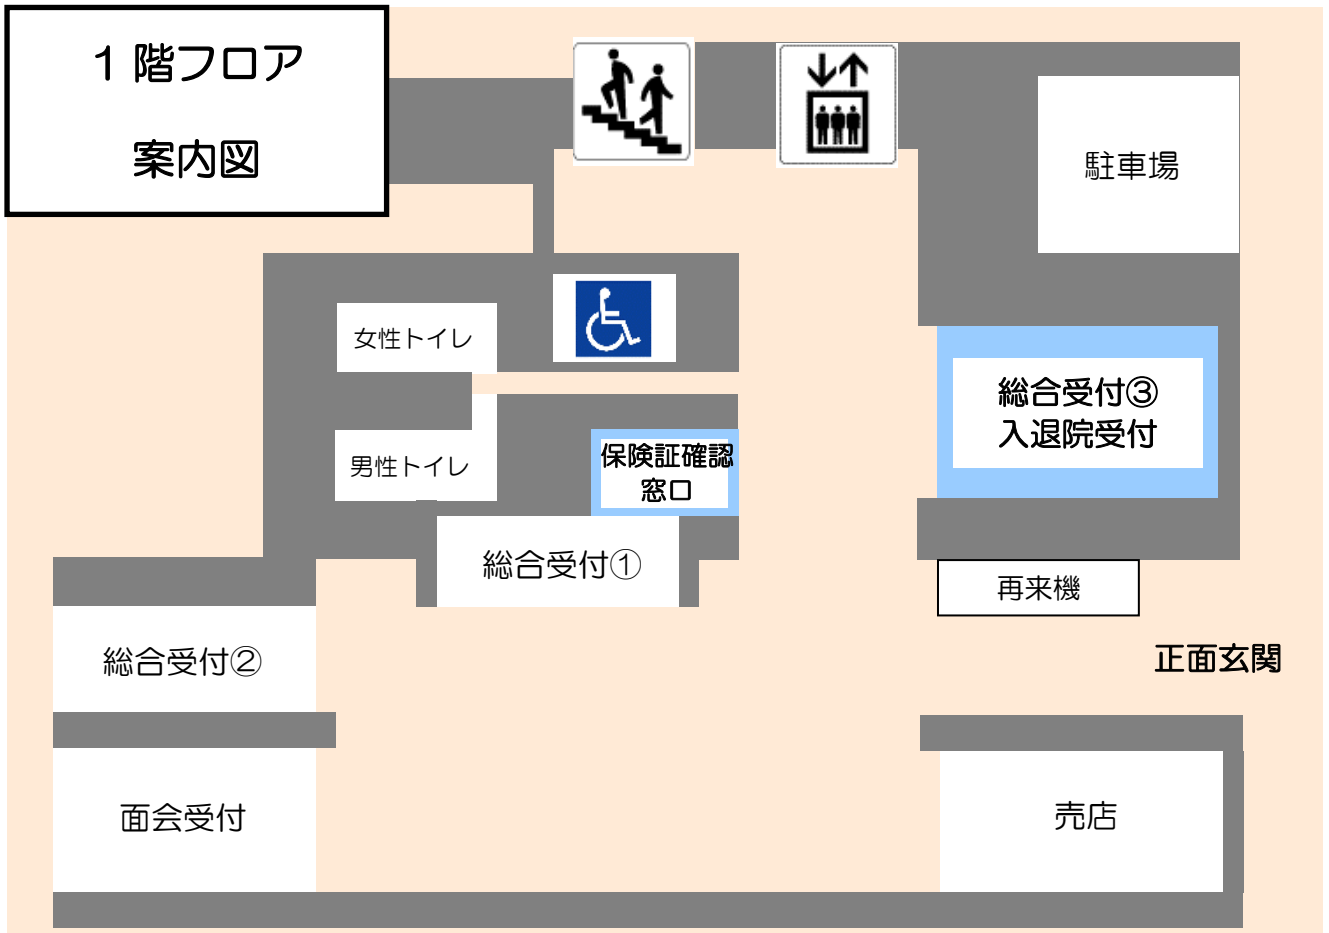 1階フロア
案内図
駐車場
女性トイレ
総合受付③
入退院受付
男性トイレ
保険証確認
窓口
総合受付①
再来機
総合受付②
正面玄関
面会受付
売店